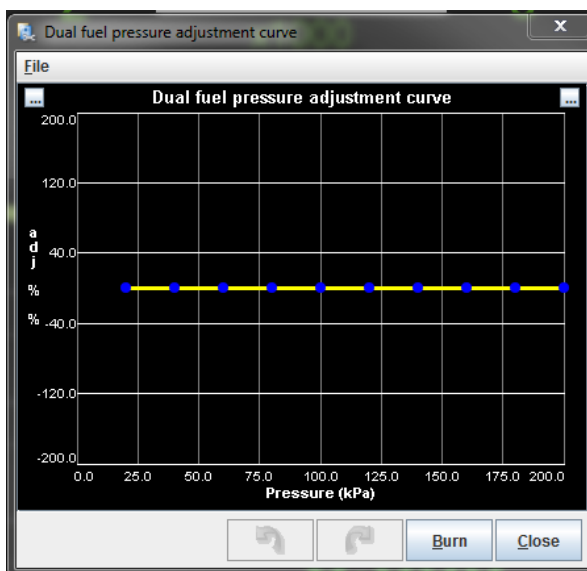 Dual fuel pressure adjustment curve
x
File
... Dual fuel pressure adjustment curve ...
200.0
120.0
a
d
j
40.0
%
% -40.0
-120.0
-200.0
0.0 25.0 50.0 75.0 100.0 125.0 150.0 175.0 200.0
Pressure (kPa)
Burn Close